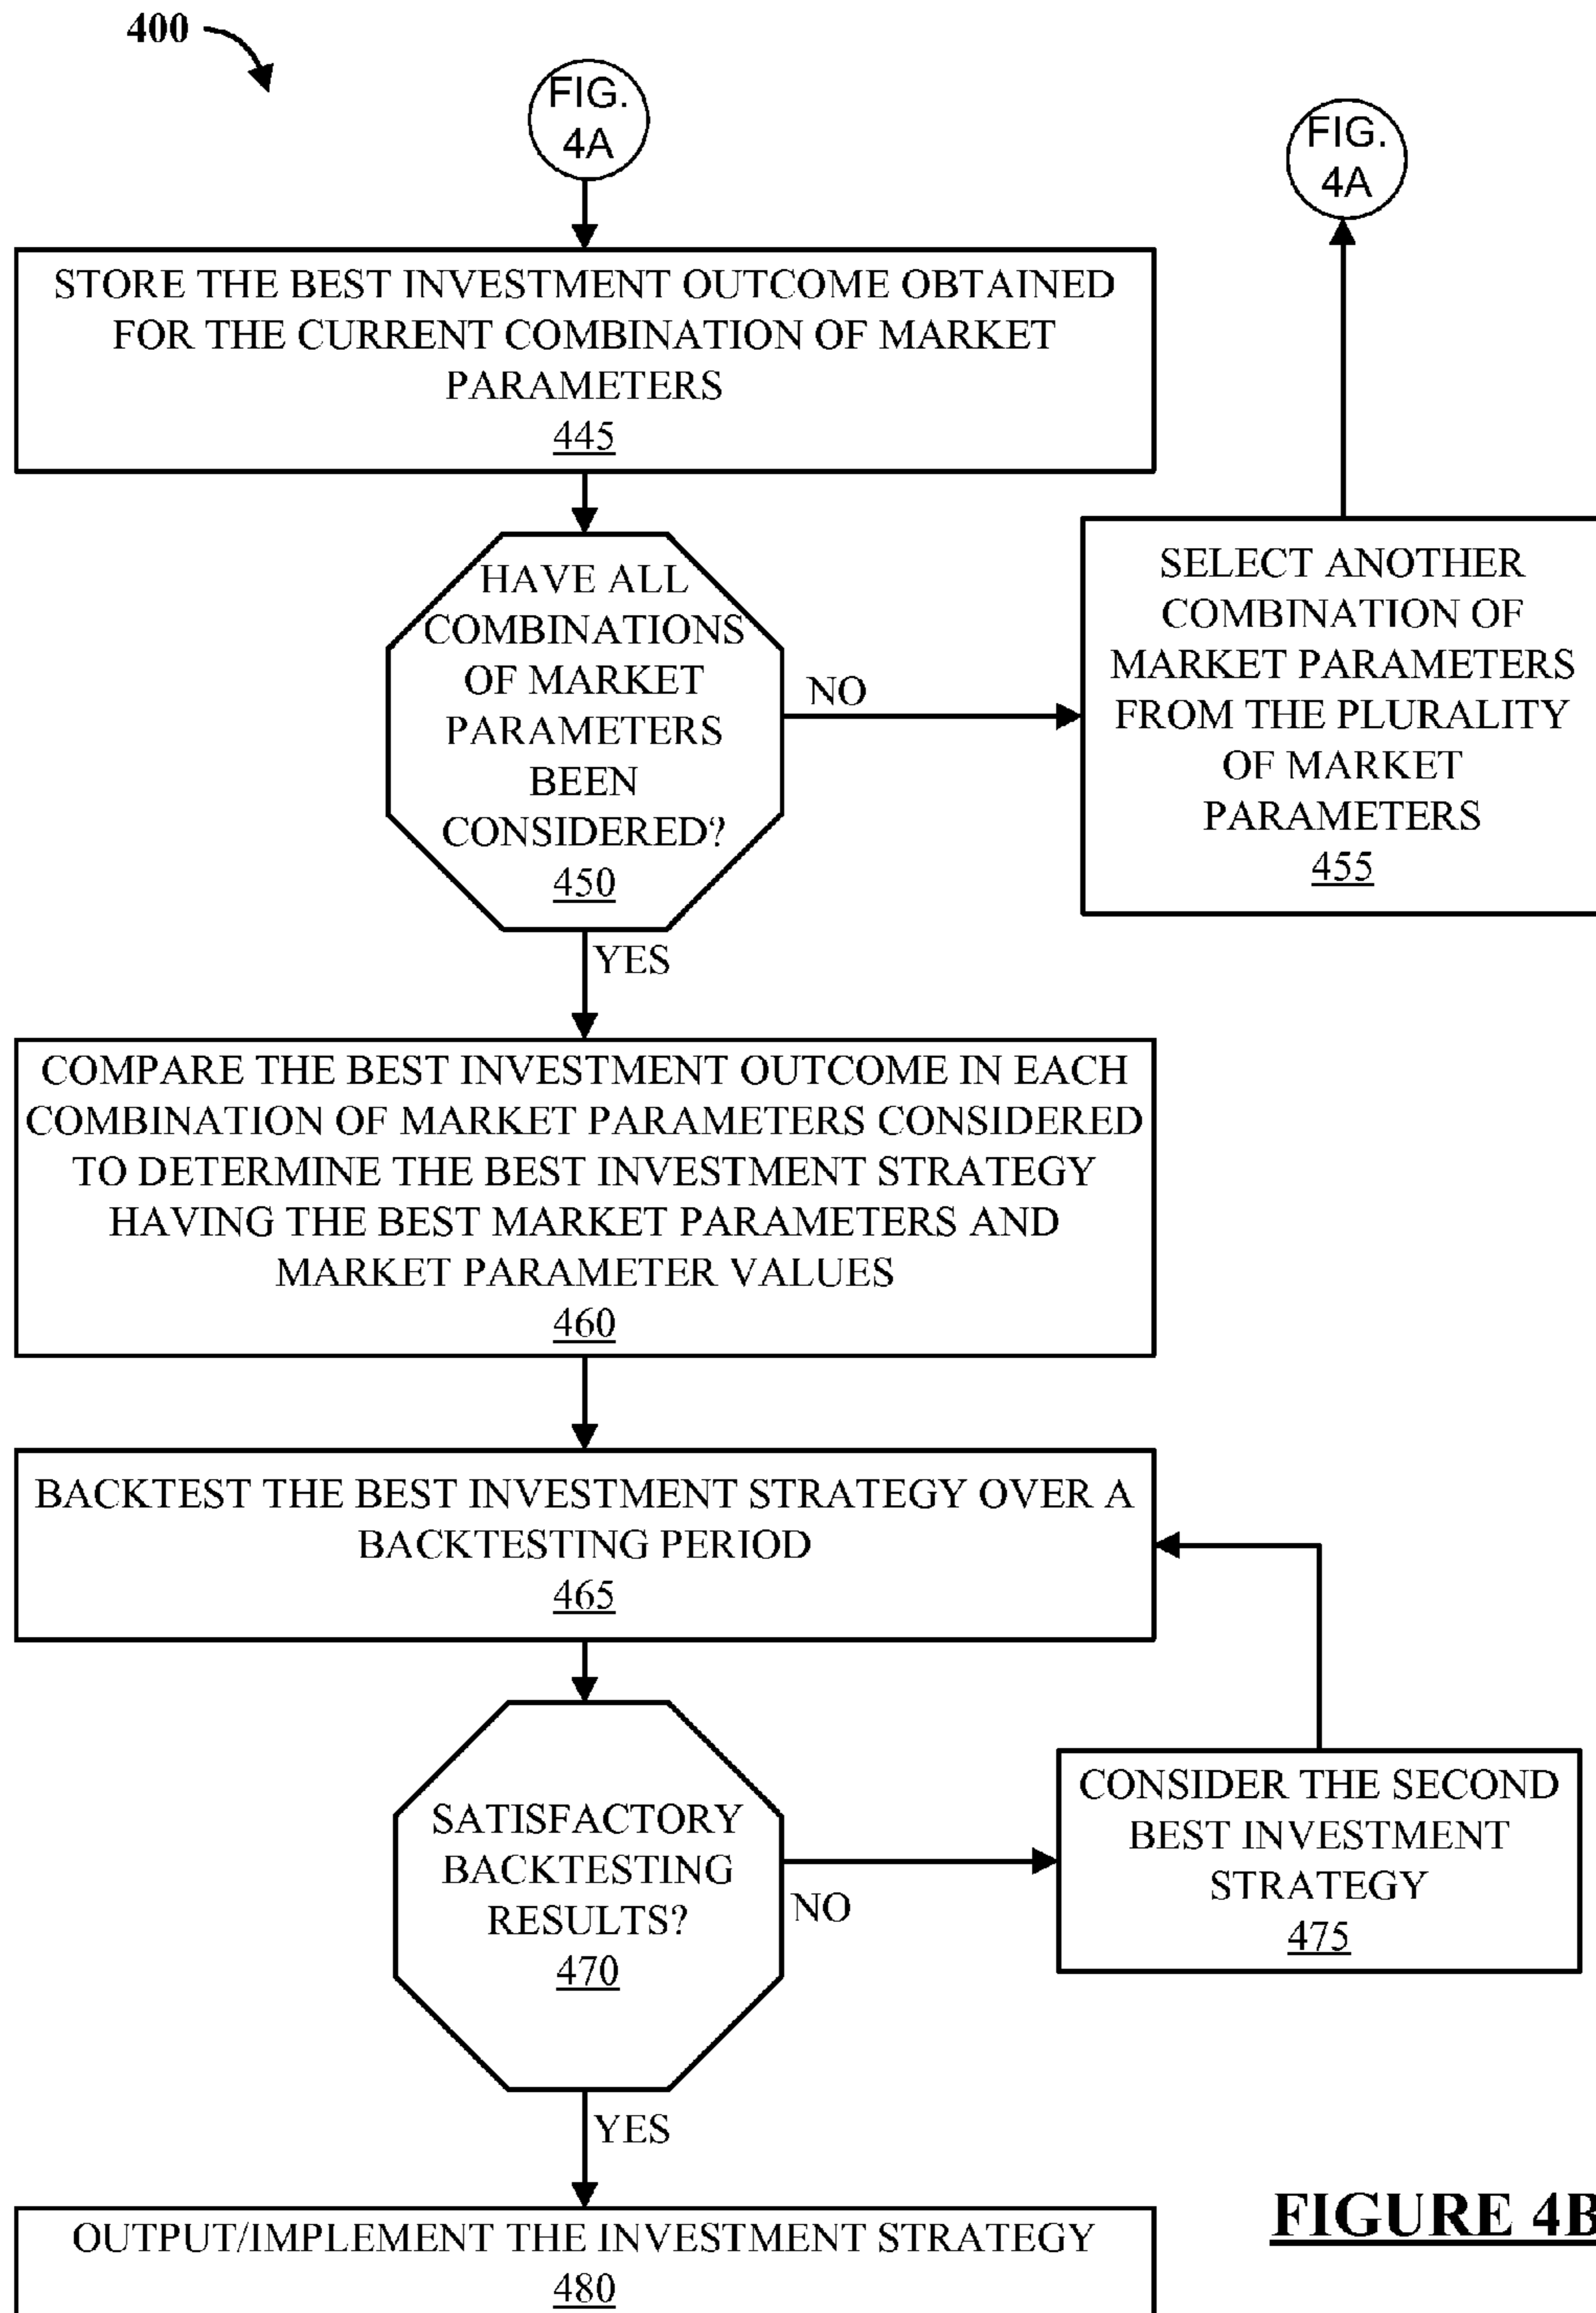 400
FIG.
4A
FIG.
4A
STORE THE BEST INVESTMENT OUTCOME OBTAINED
FOR THE CURRENT COMBINATION OF MARKET
PARAMETERS
445
HAVE ALL
COMBINATIONS
OF MARKET
PARAMETERS
BEEN
CONSIDERED?
450
NO
SELECT ANOTHER
COMBINATION OF
MARKET PARAMETERS
FROM THE PLURALITY
OF MARKET
PARAMETERS
455
YES
COMPARE THE BEST INVESTMENT OUTCOME IN EACH
COMBINATION OF MARKET PARAMETERS CONSIDERED
TO DETERMINE THE BEST INVESTMENT STRATEGY
HAVING THE BEST MARKET PARAMETERS AND
MARKET PARAMETER VALUES
460
BACKTEST THE BEST INVESTMENT STRATEGY OVER A
BACKTESTING PERIOD
465
SATISFACTORY
BACKTESTING
RESULTS?
470
NO
CONSIDER THE SECOND
BEST INVESTMENT
STRATEGY
475
YES
OUTPUT/IMPLEMENT THE INVESTMENT STRATEGY
480
FIGURE 4B